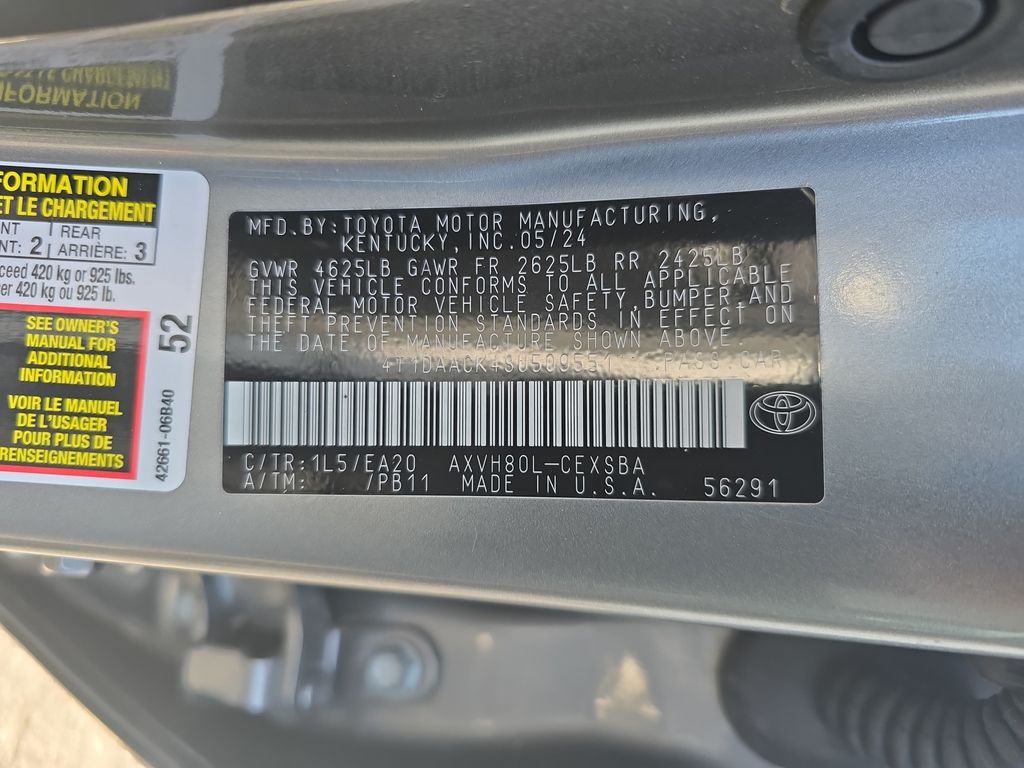 FORMATION
ET LE CHARGEMENT
NT: 2 REAR
ARRIÈRE: 3
ceed 420 kg or 925 lbs.
er 420 kg ou 925 lb.
SEE OWNER'S
MANUAL FOR
ADDITIONAL
INFORMATION
VOIR LE MANUEL
DE L'USAGER
POUR PLUS DE
RENSEIGNEMENTS
52
42661-06B40
MFD.BY:TOYOTA MOTOR MANUFACTURING,
KENTUCKY,INC.05/24
GVWR 4625LB GAWR FR 2625LB RR 2425LB
THIS VEHICLE CONFORMS TO ALL APPLICABLE
FEDERAL MOTOR VEHICLE SAFETY,BUMPER,AND
THEFT PREVENTION STANDARDS IN EFFECT ON
THE DATE OF MANUFACTURE SHOWN ABOVE.
4T1DAACK4SU509551 PASS.CAR
C/TR:1L5/EA20 AXVH80L-CEXSBA
A/TM: /PB11 MADE IN U.S.A. 56291